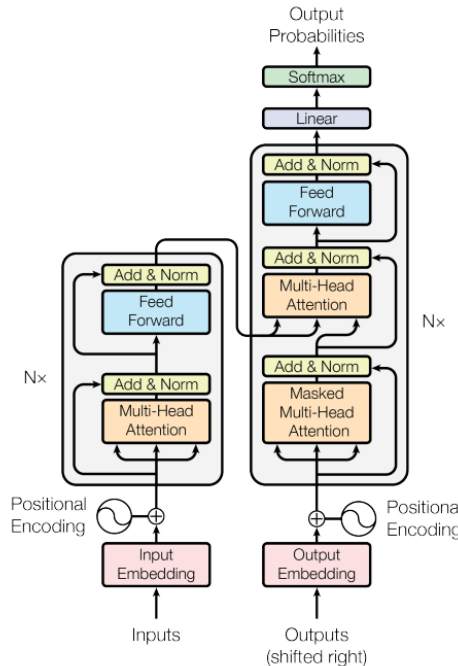 Output
Probabilities
Softmax
Linear
Add & Norm
Feed
Forward
Add & Norm
Multi-Head
Attention
Add & Norm
Masked
Multi-Head
Attention
N×
Add & Norm
Feed
Forward
Add & Norm
Multi-Head
Attention
N×
Positional
Encoding
Positional
Encoding
Input
Embedding
Output
Embedding
Inputs
Outputs
(shifted right)